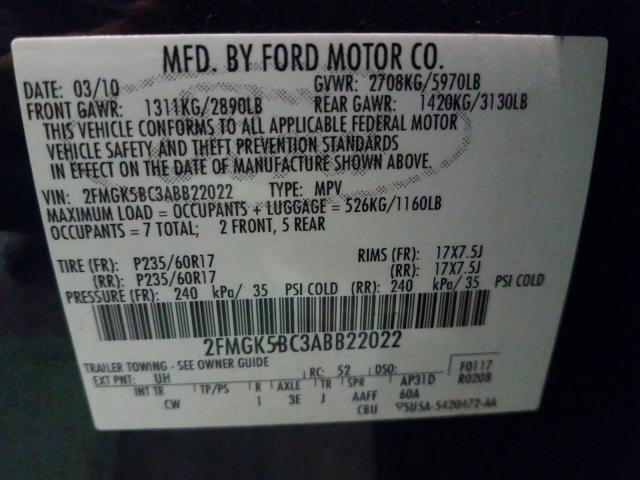 MFD. BY FORD MOTOR CO.
DATE: 03/10 GVWR: 2708KG/5970LB
FRONT GAWR: 1311KG/2890LB REAR GAWR: 1420KG/3130LB
THIS VEHICLE CONFORMS TO ALL APPLICABLE FEDERAL MOTOR
VEHICLE SAFETY AND THEFT PREVENTION STANDARDS
IN EFFECT ON THE DATE OF MANUFACTURE SHOWN ABOVE.
VIN: 2FMGK5BC3ABB22022 TYPE: MPV
MAXIMUM LOAD = OCCUPANTS + LUGGAGE = 526KG/1160LB
OCCUPANTS = 7 TOTAL; 2 FRONT, 5 REAR
TIRE (FR): P235/60R17 RIMS (FR): 17X7.5J
(RR): P235/60R17 (RR): 17X7.5J
PRESSURE (FR): 240 kPa/ 35 PSI COLD (RR): 240 kPa/ 35 PSI COLD
2FMGK5BC3ABB22022
TRAILER TOWING - SEE OWNER GUIDE
EXT PNT: UH RC: 52 DSO: F0117
INT TR TP/PS R AXLE TR SPR AP31D R0208
CW 1 3E J AAFF 60A
CBU 5USA-5420472-AA